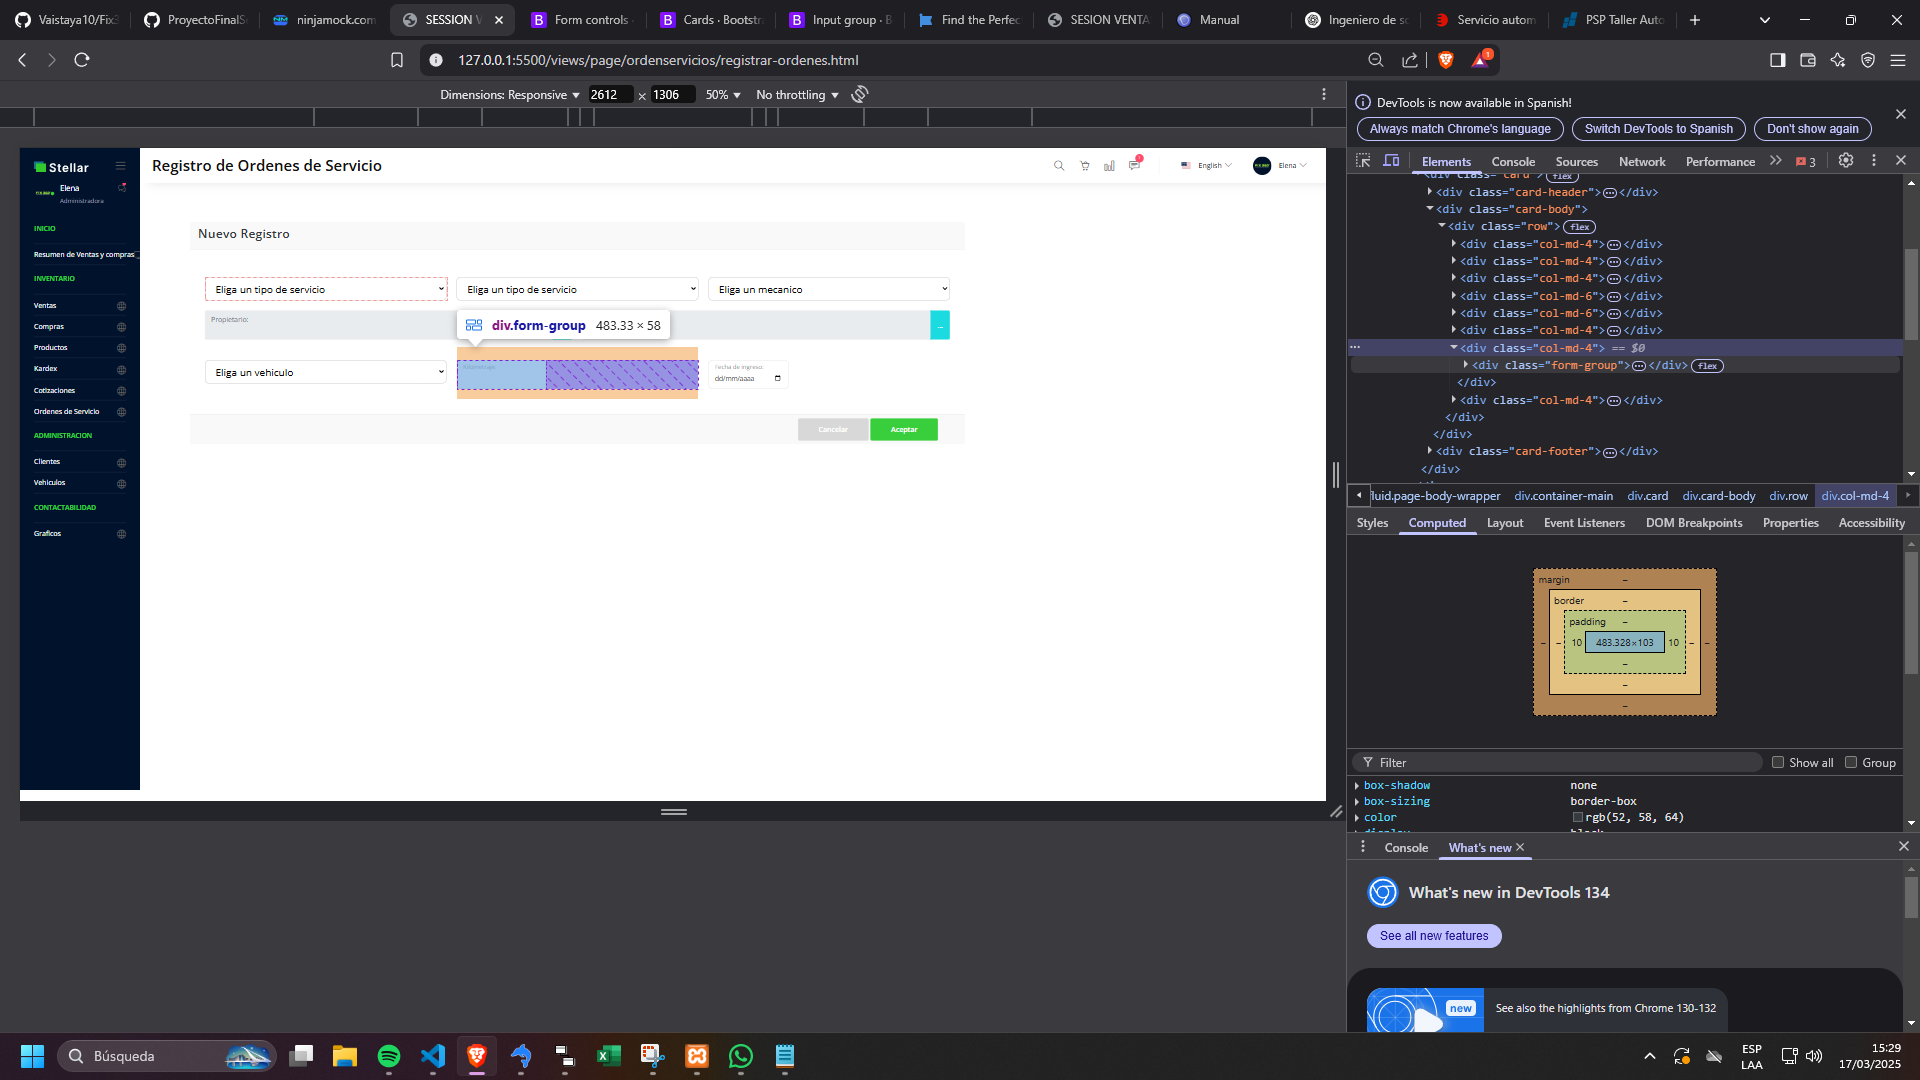 Vaistaya10/Fix3
ProyectoFinalSe
ninjamock.com
SESSION V
Form controls ·
Cards · Bootstra
Input group · B
Find the Perfec
SESION VENTA
Manual
Ingeniero de so
Servicio autom
PSP Taller Auto
127.0.0.1:5500/views/page/ordenservicios/registrar-ordenes.html
1
Dimensions: Responsive
2612
x
1306
50%
No throttling
DevTools is now available in Spanish!
Always match Chrome's language
Switch DevTools to Spanish
Don't show again
Elements
Console
Sources
Network
Performance
3
Stellar
Elena
Administradora
INICIO
Resumen de Ventas y compras
INVENTARIO
Ventas
Compras
Productos
Kardex
Cotizaciones
Ordenes de Servicio
ADMINISTRACION
Clientes
Vehiculos
CONTACTABILIDAD
Graficos
Registro de Ordenes de Servicio
English
Elena
Nuevo Registro
Eliga un tipo de servicio
Eliga un tipo de servicio
Eliga un mecanico
Propietario:
...
div.form-group 483.33 × 58
Eliga un vehiculo
Fecha de ingreso:
dd/mm/aaaa
Cancelar
Aceptar
<div class="card" flex
<div class="card-header">…</div>
<div class="card-body">
<div class="row"> flex
<div class="col-md-4">…</div>
<div class="col-md-4">…</div>
<div class="col-md-4">…</div>
<div class="col-md-6">…</div>
<div class="col-md-6">…</div>
<div class="col-md-4">…</div>
<div class="col-md-4"> == $0
<div class="form-group">…</div> flex
</div>
<div class="col-md-4">…</div>
</div>
</div>
<div class="card-footer">…</div>
</div>
fluid.page-body-wrapper
div.container-main
div.card
div.card-body
div.row
div.col-md-4
Styles
Computed
Layout
Event Listeners
DOM Breakpoints
Properties
Accessibility
margin
–
border
–
padding
–
–
–
10
483.328×103
10
–
–
–
–
–
Filter
Show all
Group
box-shadow
none
box-sizing
border-box
color
rgb(52, 58, 64)
display
block
Console
What's new
What's new in DevTools 134
See all new features
new
See also the highlights from Chrome 130-132
Búsqueda
ESP
LAA
15:29
17/03/2025